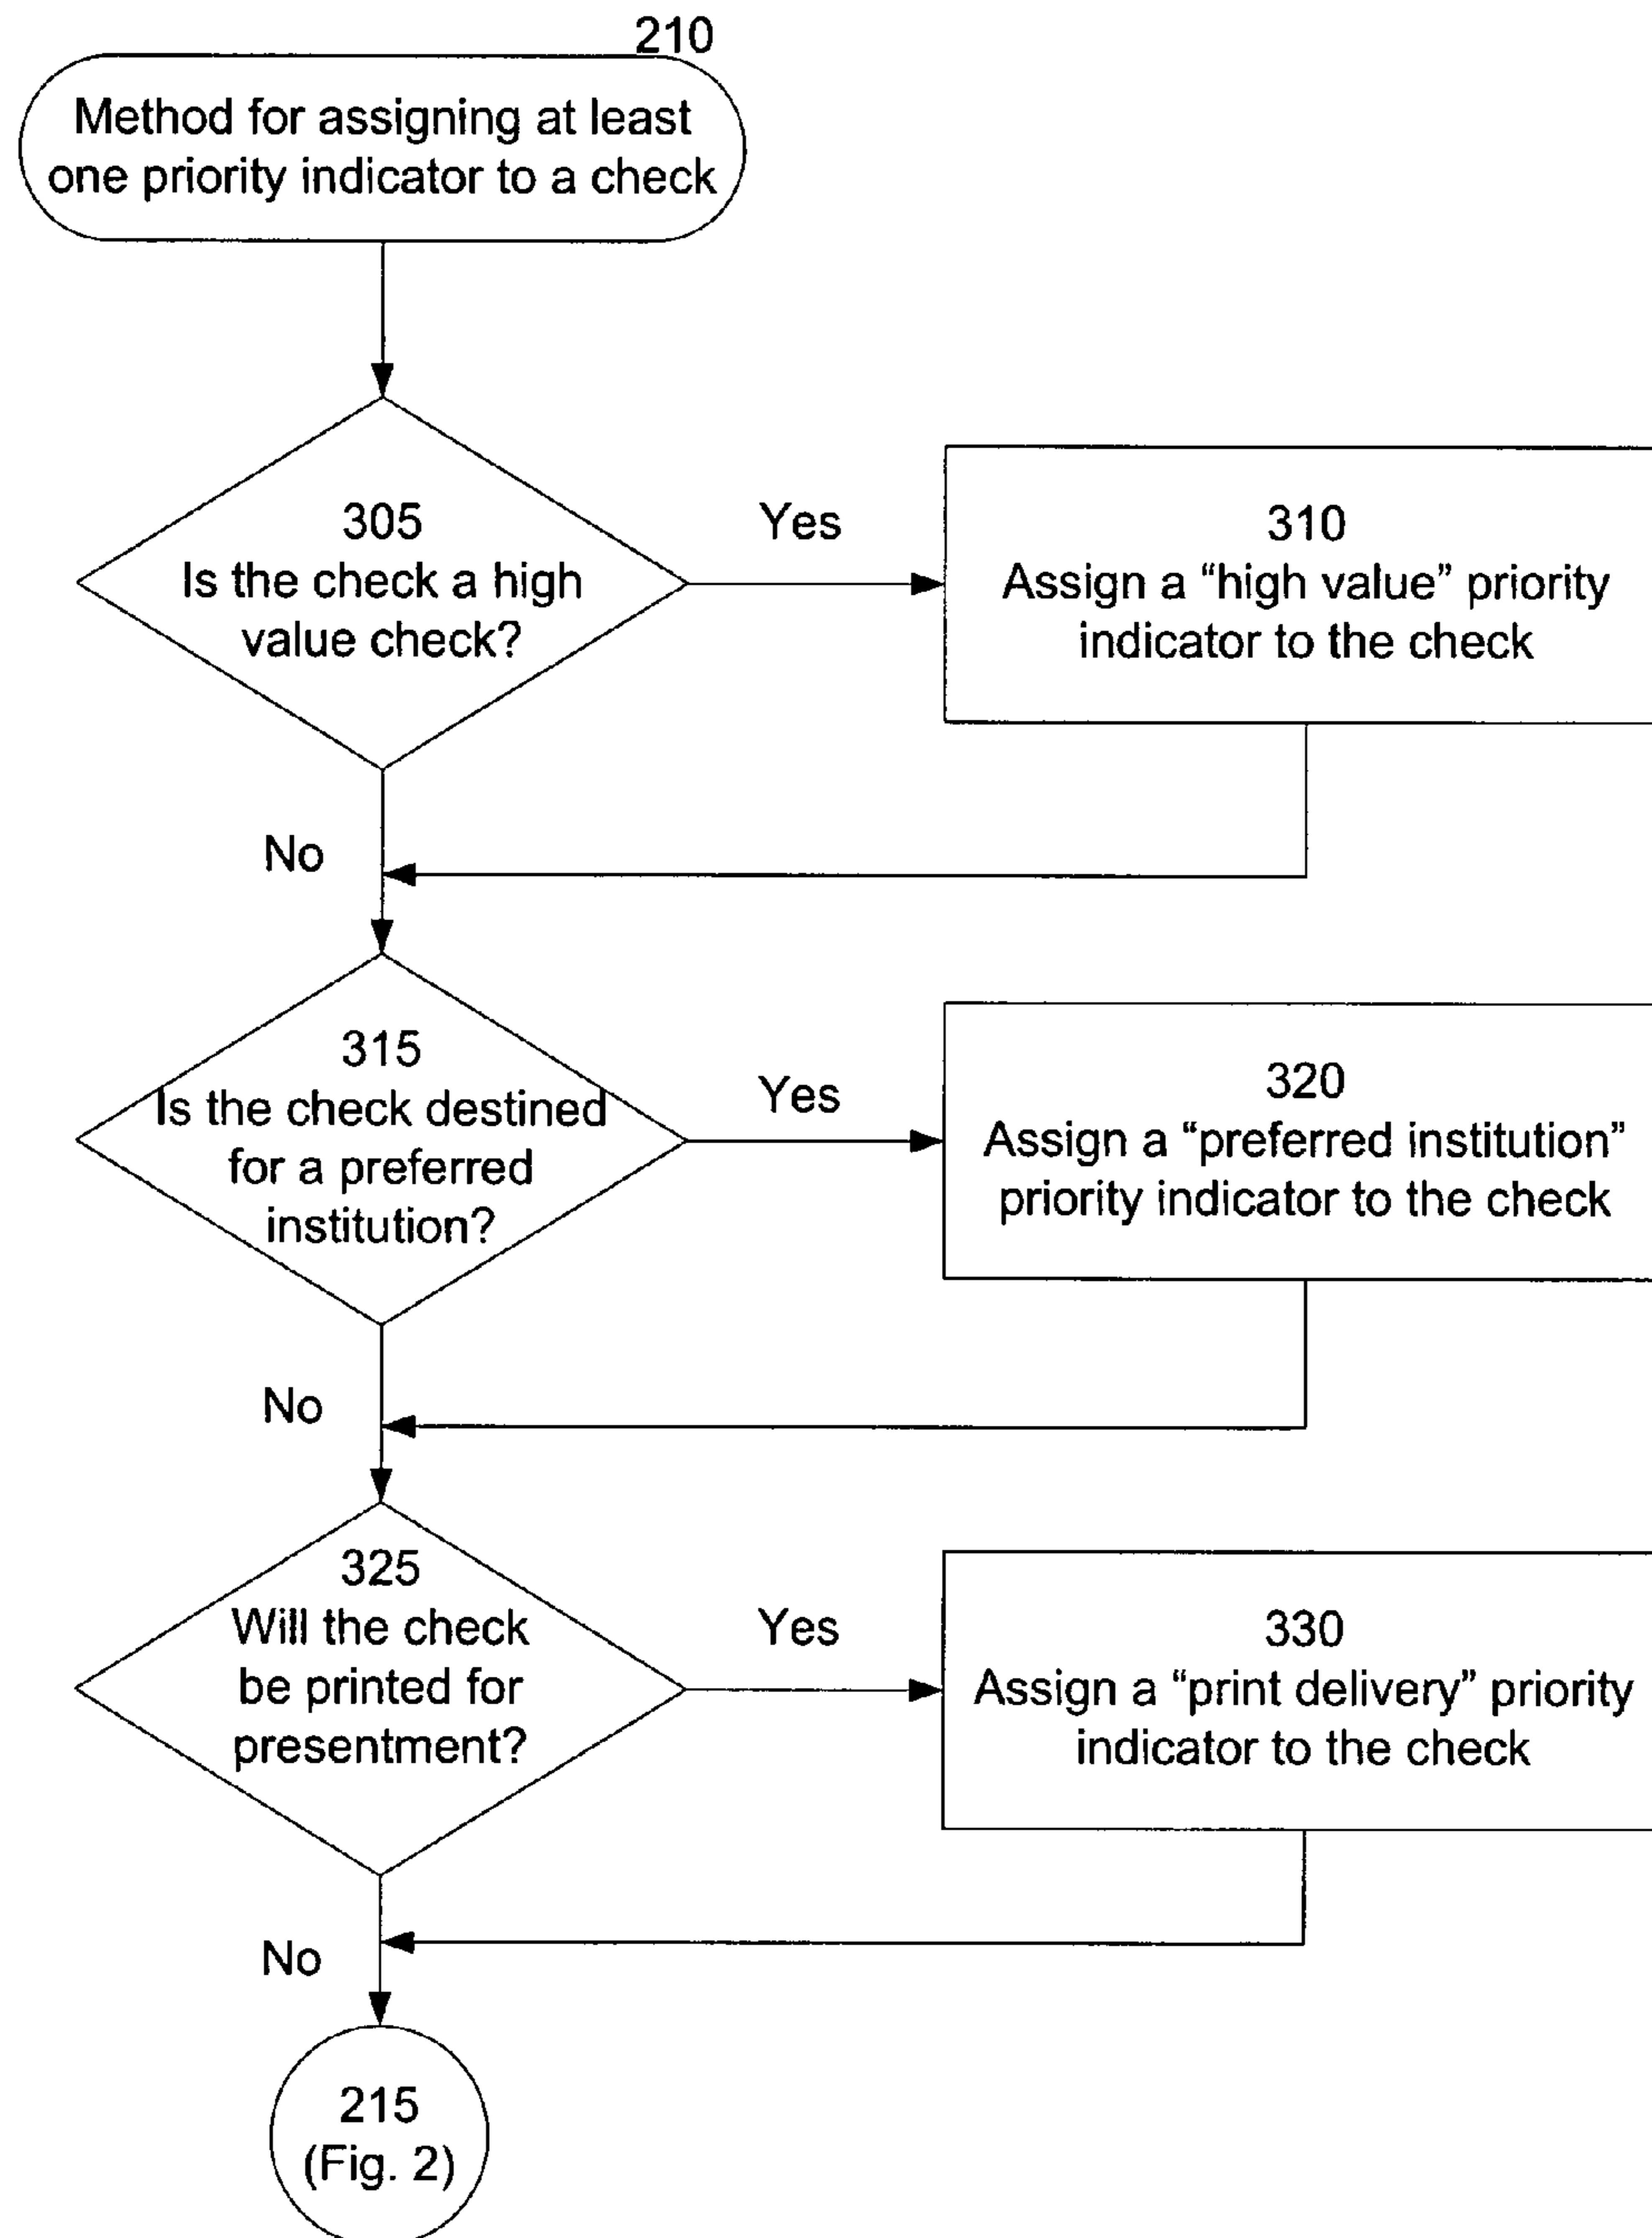 210
Method for assigning at least
one priority indicator to a check
305
Is the check a high
value check?
Yes
310
Assign a “high value” priority
indicator to the check
No
315
Is the check destined
for a preferred
institution?
Yes
320
Assign a “preferred institution”
priority indicator to the check
No
325
Will the check
be printed for
presentment?
Yes
330
Assign a “print delivery” priority
indicator to the check
No
215
(Fig. 2)